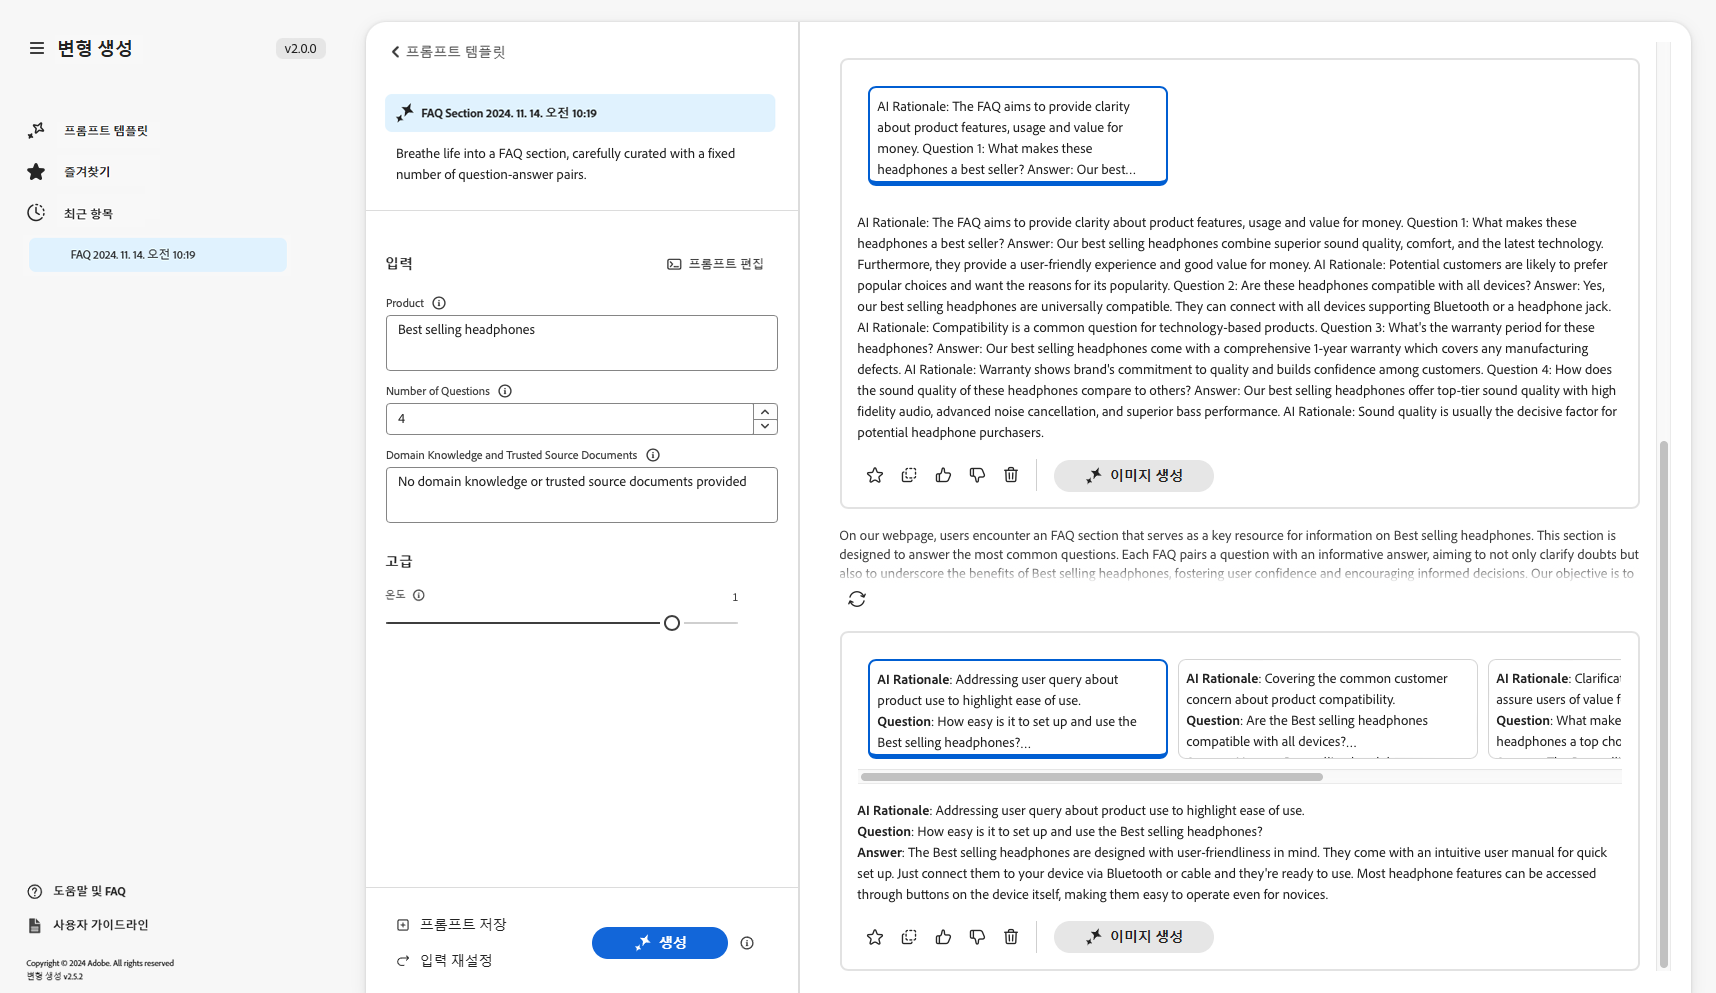 변형 생성
v2.0.0
프롬프트 템플릿
즐겨찾기
최근 항목
FAQ 2024. 11. 14. 오전 10:19
도움말 및 FAQ
사용자 가이드라인
Copyright © 2024 Adobe. All rights reserved
변형 생성 v2.5.2
프롬프트 템플릿
FAQ Section 2024. 11. 14. 오전 10:19
Breathe life into a FAQ section, carefully curated with a fixed
number of question-answer pairs.
입력
프롬프트 편집
Product
Best selling headphones
Number of Questions
4
Domain Knowledge and Trusted Source Documents
No domain knowledge or trusted source documents provided
고급
온도
1
프롬프트 저장
입력 재설정
생성
AI Rationale: The FAQ aims to provide clarity
about product features, usage and value for
money. Question 1: What makes these
headphones a best seller? Answer: Our best…
AI Rationale: The FAQ aims to provide clarity about product features, usage and value for money. Question 1: What makes these
headphones a best seller? Answer: Our best selling headphones combine superior sound quality, comfort, and the latest technology.
Furthermore, they provide a user-friendly experience and good value for money. AI Rationale: Potential customers are likely to prefer
popular choices and want the reasons for its popularity. Question 2: Are these headphones compatible with all devices? Answer: Yes,
our best selling headphones are universally compatible. They can connect with all devices supporting Bluetooth or a headphone jack.
AI Rationale: Compatibility is a common question for technology-based products. Question 3: What's the warranty period for these
headphones? Answer: Our best selling headphones come with a comprehensive 1-year warranty which covers any manufacturing
defects. AI Rationale: Warranty shows brand's commitment to quality and builds confidence among customers. Question 4: How does
the sound quality of these headphones compare to others? Answer: Our best selling headphones offer top-tier sound quality with high
fidelity audio, advanced noise cancellation, and superior bass performance. AI Rationale: Sound quality is usually the decisive factor for
potential headphone purchasers.
이미지 생성
On our webpage, users encounter an FAQ section that serves as a key resource for information on Best selling headphones. This section is
designed to answer the most common questions. Each FAQ pairs a question with an informative answer, aiming to not only clarify doubts but
also to underscore the benefits of Best selling headphones, fostering user confidence and encouraging informed decisions. Our objective is to
AI Rationale: Addressing user query about
product use to highlight ease of use.
Question: How easy is it to set up and use the
Best selling headphones?…
AI Rationale: Covering the common customer
concern about product compatibility.
Question: Are the Best selling headphones
compatible with all devices?…
AI Rationale: Clarificat
assure users of value f
Question: What make
headphones a top cho
AI Rationale: Addressing user query about product use to highlight ease of use.
Question: How easy is it to set up and use the Best selling headphones?
Answer: The Best selling headphones are designed with user-friendliness in mind. They come with an intuitive user manual for quick
set up. Just connect them to your device via Bluetooth or cable and they're ready to use. Most headphone features can be accessed
through buttons on the device itself, making them easy to operate even for novices.
이미지 생성